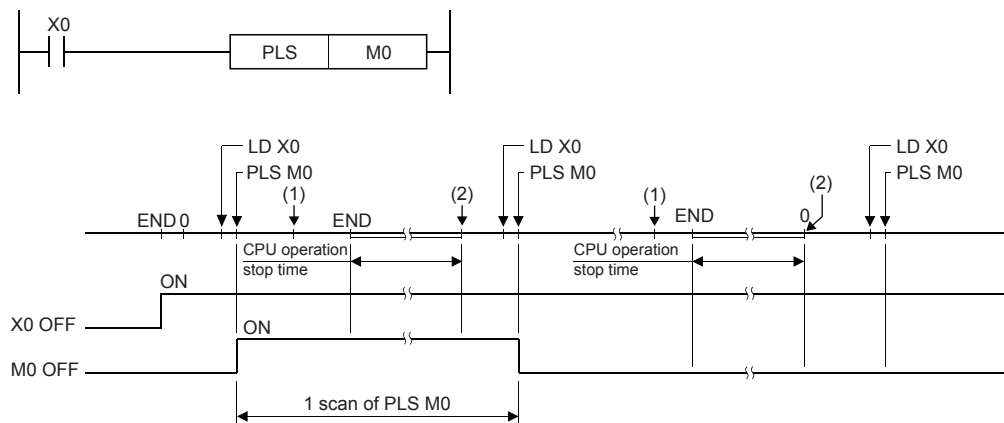 X0
PLS M0
LD X0 LD X0 LD X0
PLS M0 PLS M0 PLS M0
(1) (2) (1) (2)
END 0 END END 0
CPU operation stop time CPU operation stop time
ON
X0 OFF
ON
M0 OFF
1 scan of PLS M0